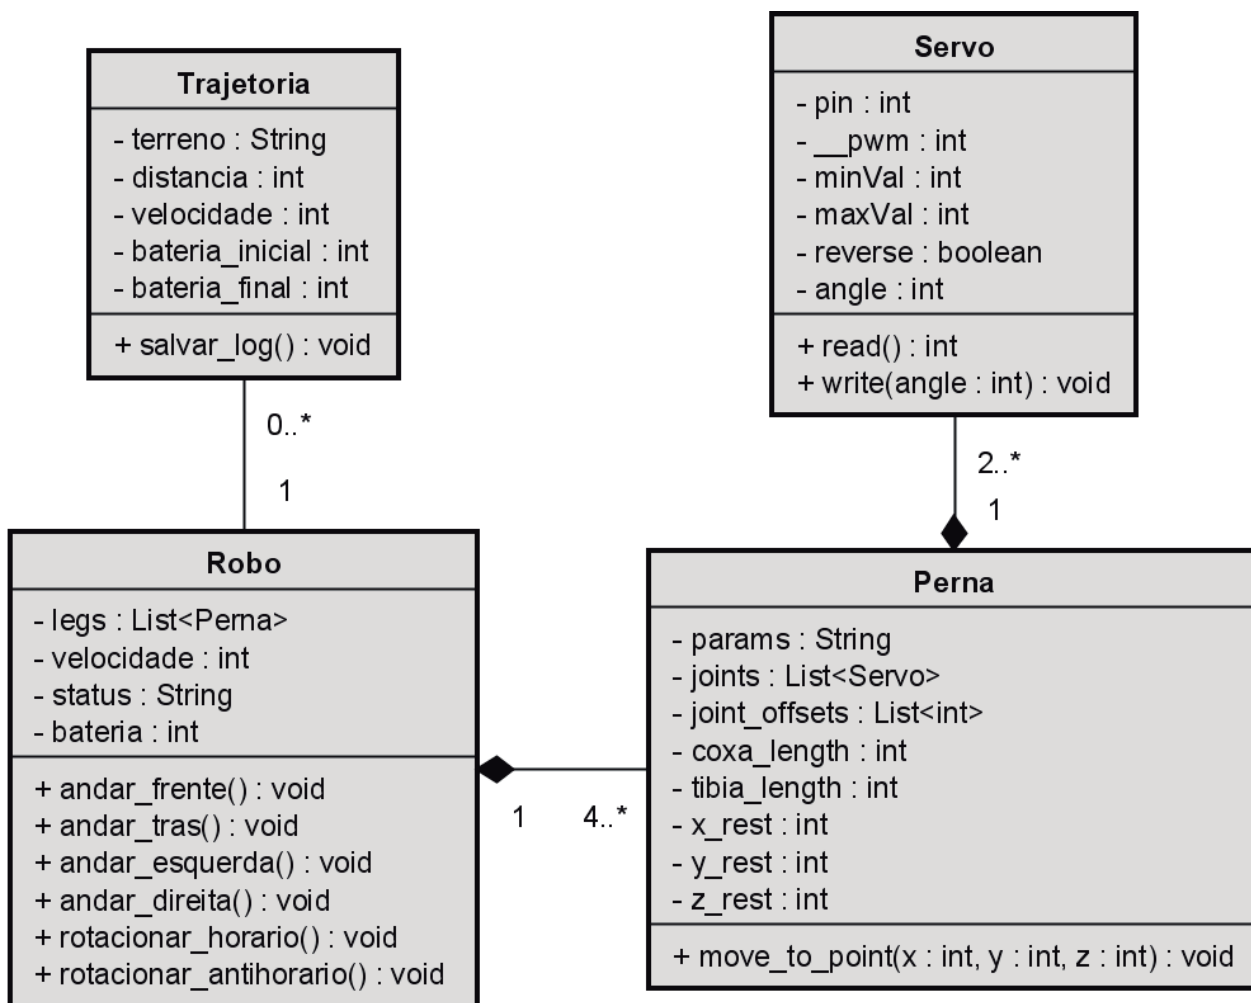 Trajetoria
- terreno : String
- distancia : int
- velocidade : int
- bateria_inicial : int
- bateria_final : int
+ salvar_log() : void
0..*
1
Servo
- pin : int
- __pwm : int
- minVal : int
- maxVal : int
- reverse : boolean
- angle : int
+ read() : int
+ write(angle : int) : void
2..*
1
Robo
- legs : List<Perna>
- velocidade : int
- status : String
- bateria : int
+ andar_frente() : void
+ andar_tras() : void
+ andar_esquerda() : void
+ andar_direita() : void
+ rotacionar_horario() : void
+ rotacionar_antihorario() : void
1
4..*
Perna
- params : String
- joints : List<Servo>
- joint_offsets : List<int>
- coxa_length : int
- tibia_length : int
- x_rest : int
- y_rest : int
- z_rest : int
+ move_to_point(x : int, y : int, z : int) : void